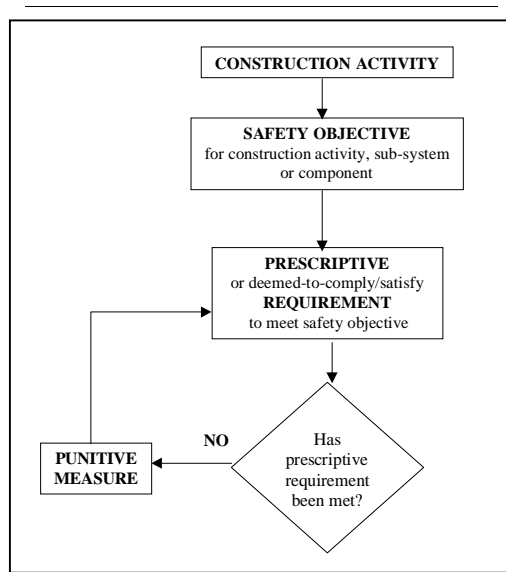 CONSTRUCTION ACTIVITY
SAFETY OBJECTIVE
for construction activity, sub-system
or component
PRESCRIPTIVE
or deemed-to-comply/satisfy
REQUIREMENT
to meet safety objective
NO
Has
prescriptive
requirement
been met?
PUNITIVE
MEASURE